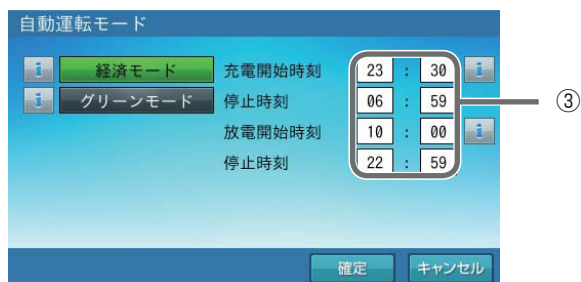 自動運転モード
i 経済モード 充電開始時刻 23 : 30 i
i グリーンモード 停止時刻 06 : 59 ③
放電開始時刻 10 : 00 i
停止時刻 22 : 59
確定 キャンセル